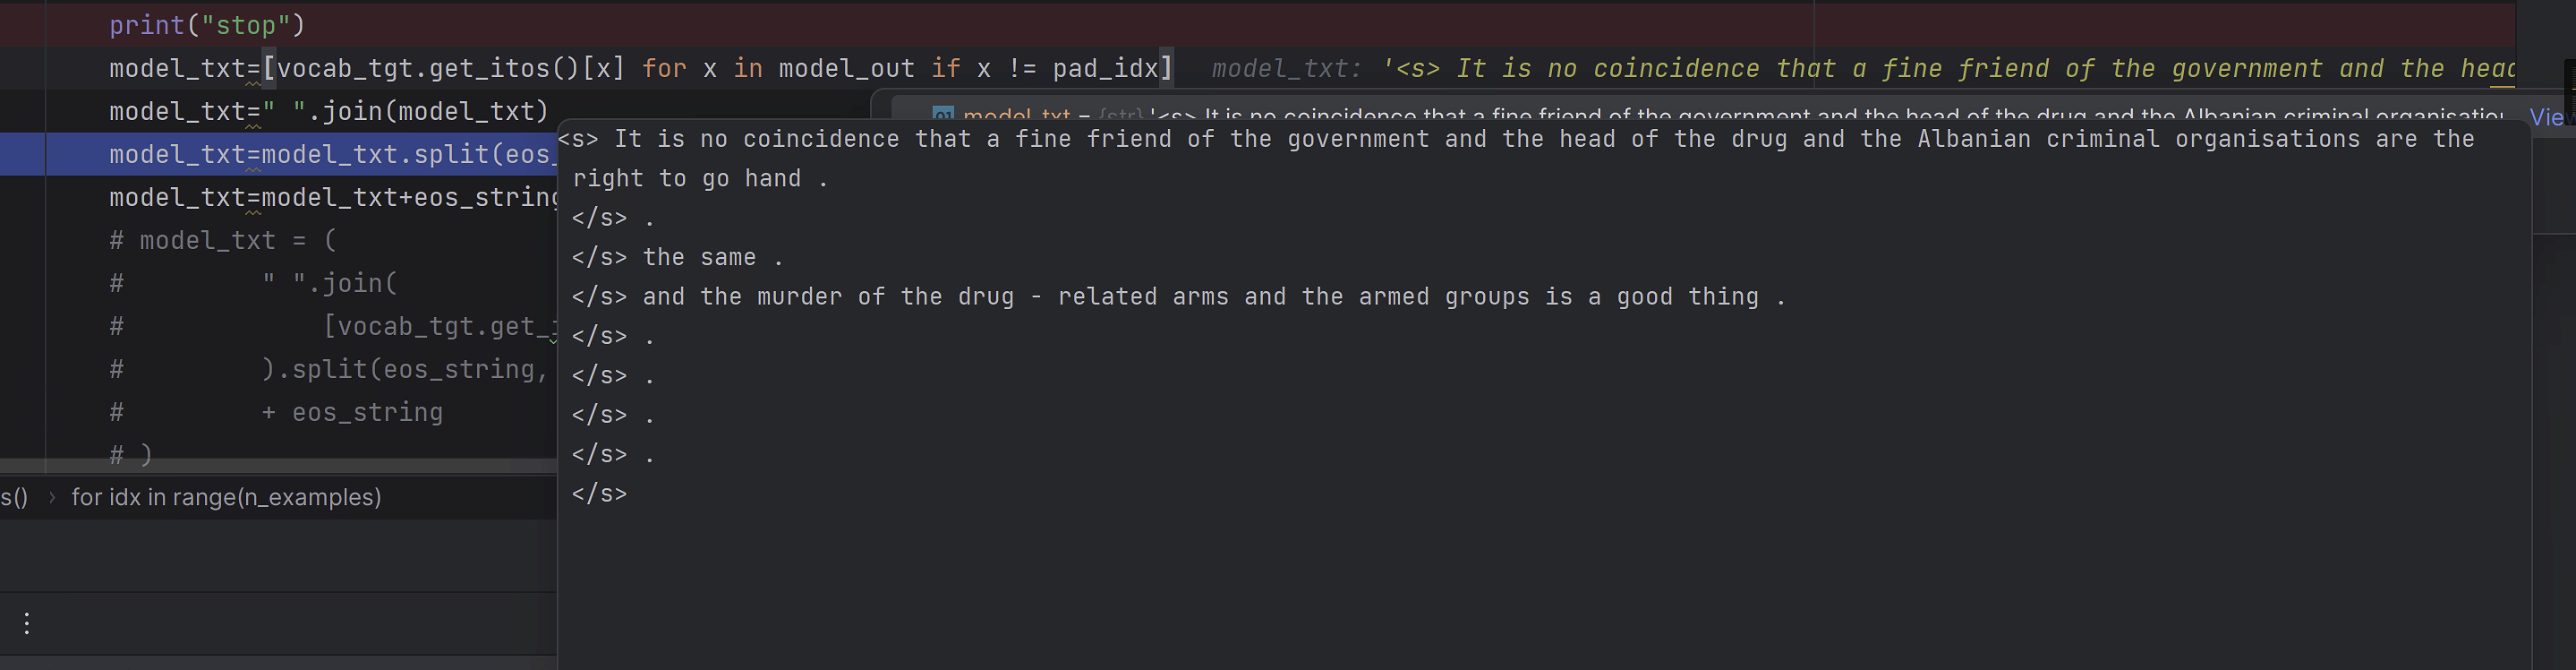 print("stop")
model_txt=[vocab_tgt.get_itos()[x] for x in model_out if x != pad_idx] model_txt: '<s> It is no coincidence that a fine friend of the government and the head
model_txt=" ".join(model_txt)
01 model_txt = {str} '<s> It is no coincidence that a fine friend of the government and the head of the drug and the Albanian criminal organisatio View
model_txt=model_txt.split(eos_
model_txt=model_txt+eos_string
# model_txt = (
# " ".join(
# [vocab_tgt.get_
# ).split(eos_string,
# + eos_string
# )
<s> It is no coincidence that a fine friend of the government and the head of the drug and the Albanian criminal organisations are the
right to go hand .
</s> .
</s> the same .
</s> and the murder of the drug - related arms and the armed groups is a good thing .
</s> .
</s> .
</s> .
</s> .
</s>
s() › for idx in range(n_examples)